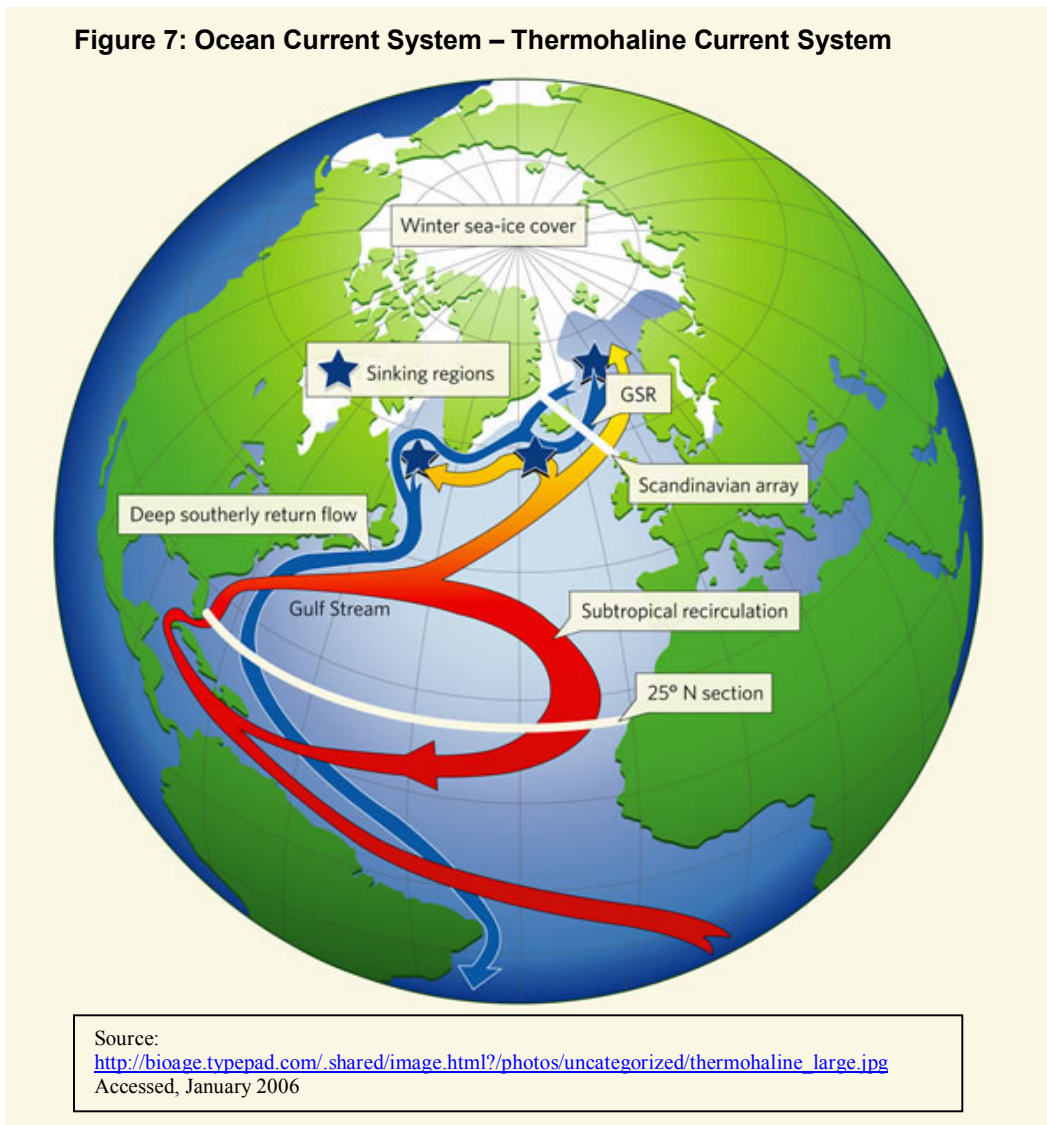 Figure 7: Ocean Current System – Thermohaline Current System
Winter sea-ice cover
Sinking regions
GSR
Scandinavian array
Deep southerly return flow
Gulf Stream
Subtropical recirculation
25° N section
Source:
http://bioage.typepad.com/.shared/image.html?/photos/uncategorized/thermohaline_large.jpg
Accessed, January 2006